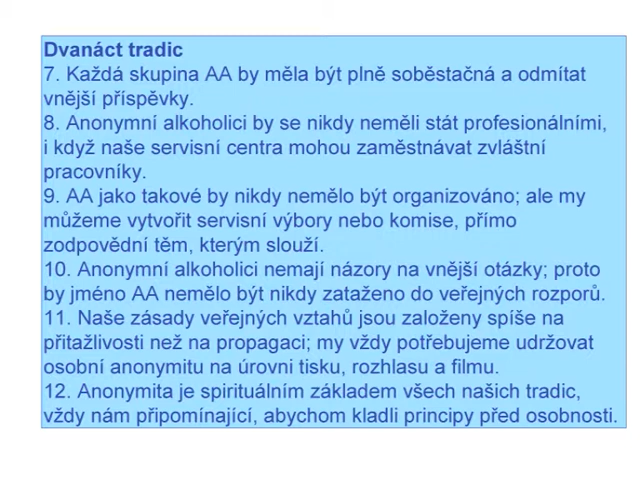 Dvanáct tradic
7. Každá skupina AA by měla být plně soběstačná a odmítat
vnější příspěvky.
8. Anonymní alkoholici by se nikdy neměli stát profesionálními,
i když naše servisní centra mohou zaměstnávat zvláštní
pracovníky.
9. AA jako takové by nikdy nemělo být organizováno; ale my
můžeme vytvořit servisní výbory nebo komise, přímo
zodpovědní těm, kterým slouží.
10. Anonymní alkoholici nemají názory na vnější otázky; proto
by jméno AA nemělo být nikdy zataženo do veřejných rozporů.
11. Naše zásady veřejných vztahů jsou založeny spíše na
přitažlivosti než na propagaci; my vždy potřebujeme udržovat
osobní anonymitu na úrovni tisku, rozhlasu a filmu.
12. Anonymita je spirituálním základem všech našich tradic,
vždy nám připomínající, abychom kladli principy před osobnosti.